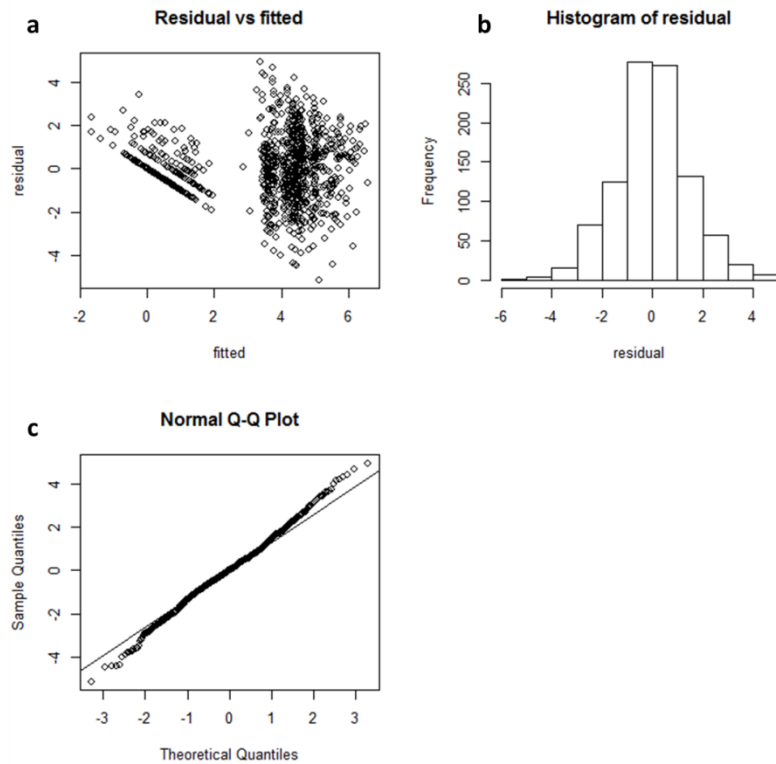 a
Residual vs fitted
residual
4
2
0
-2
-4
-2 0 2 4 6
fitted
b
Histogram of residual
Frequency
250
200
150
100
50
0
-6 -4 -2 0 2 4
residual
c
Normal Q-Q Plot
Sample Quantiles
4
2
0
-2
-4
-3 -2 -1 0 1 2 3
Theoretical Quantiles